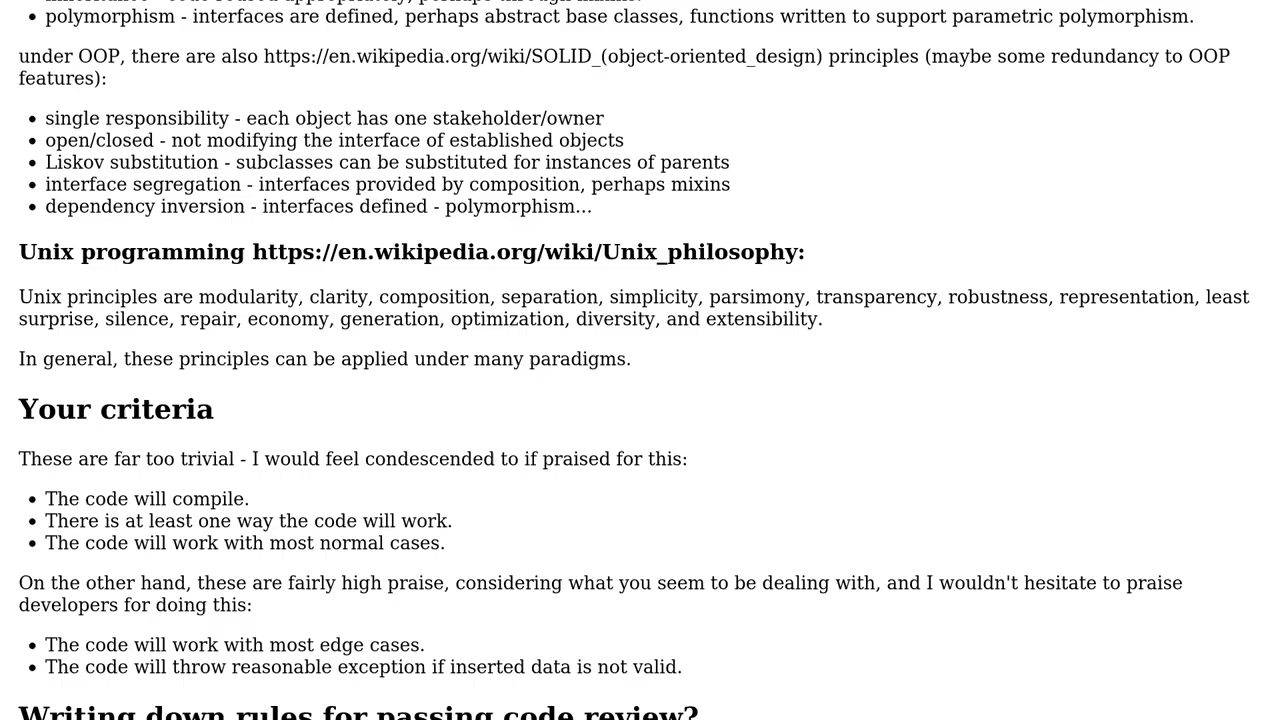 • polymorphism - interfaces are defined, perhaps abstract base classes, functions written to support parametric polymorphism.
under OOP, there are also https://en.wikipedia.org/wiki/SOLID_(object-oriented_design) principles (maybe some redundancy to OOP
features):
• single responsibility - each object has one stakeholder/owner
• open/closed - not modifying the interface of established objects
• Liskov substitution - subclasses can be substituted for instances of parents
• interface segregation - interfaces provided by composition, perhaps mixins
• dependency inversion - interfaces defined - polymorphism...
Unix programming https://en.wikipedia.org/wiki/Unix_philosophy:
Unix principles are modularity, clarity, composition, separation, simplicity, parsimony, transparency, robustness, representation, least
surprise, silence, repair, economy, generation, optimization, diversity, and extensibility.
In general, these principles can be applied under many paradigms.
Your criteria
These are far too trivial - I would feel condescended to if praised for this:
• The code will compile.
• There is at least one way the code will work.
• The code will work with most normal cases.
On the other hand, these are fairly high praise, considering what you seem to be dealing with, and I wouldn't hesitate to praise
developers for doing this:
• The code will work with most edge cases.
• The code will throw reasonable exception if inserted data is not valid.
Writing down rules for passing code review?